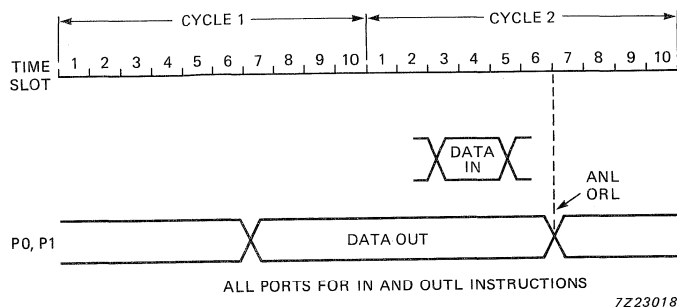 CYCLE 1 CYCLE 2
TIME SLOT 1 2 3 4 5 6 7 8 9 10 1 2 3 4 5 6 7 8 9 10
DATA IN
ANL
ORL
P0, P1 DATA OUT
ALL PORTS FOR IN AND OUTL INSTRUCTIONS
7Z23018